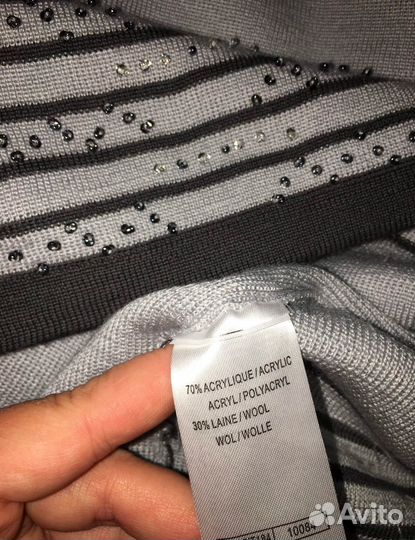 70% ACRYLIQUE / ACRYLIC
ACRYL / POLYACRYL
30% LAINE / WOOL
WOL / WOLLE
Avito